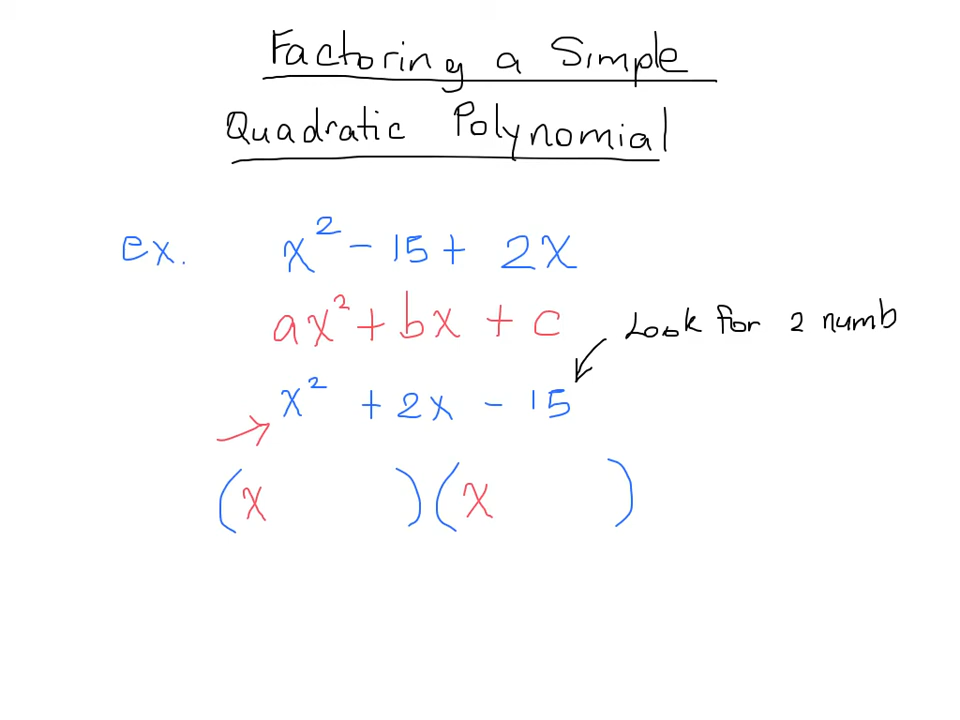 Factoring a Simple
Quadratic Polynomial
ex. x² - 15 + 2x
ax² + bx + c
Look for 2 numb
x² + 2x - 15
(x )(x )